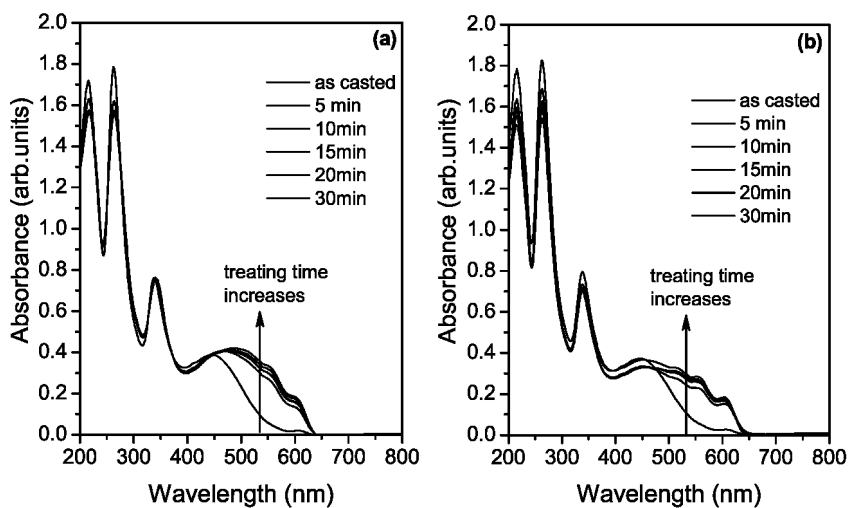 (a)
2.0
1.8
1.6
1.4
1.2
1.0
0.8
0.6
0.4
0.2
0.0
Absorbance (arb.units)
as casted
5 min
10min
15min
20min
30min
treating time
increases
200 300 400 500 600 700 800
Wavelength (nm)
(b)
2.0
1.8
1.6
1.4
1.2
1.0
0.8
0.6
0.4
0.2
0.0
Absorbance (arb.units)
as casted
5 min
10min
15min
20min
30min
treating time
increases
200 300 400 500 600 700 800
Wavelength (nm)